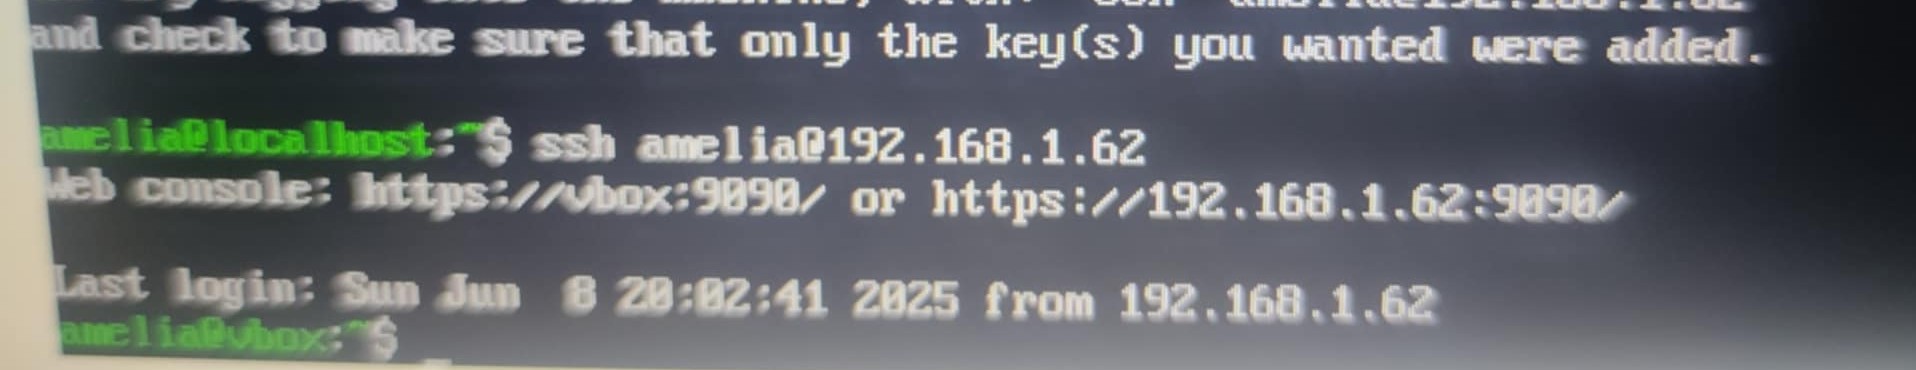 and check to make sure that only the key(s) you wanted were added.
amelia@localhost:~$ ssh amelia@192.168.1.62
Web console: https://vbox:9090/ or https://192.168.1.62:9090/
Last login: Sun Jun  8 20:02:41 2025 from 192.168.1.62
amelia@vbox:~$